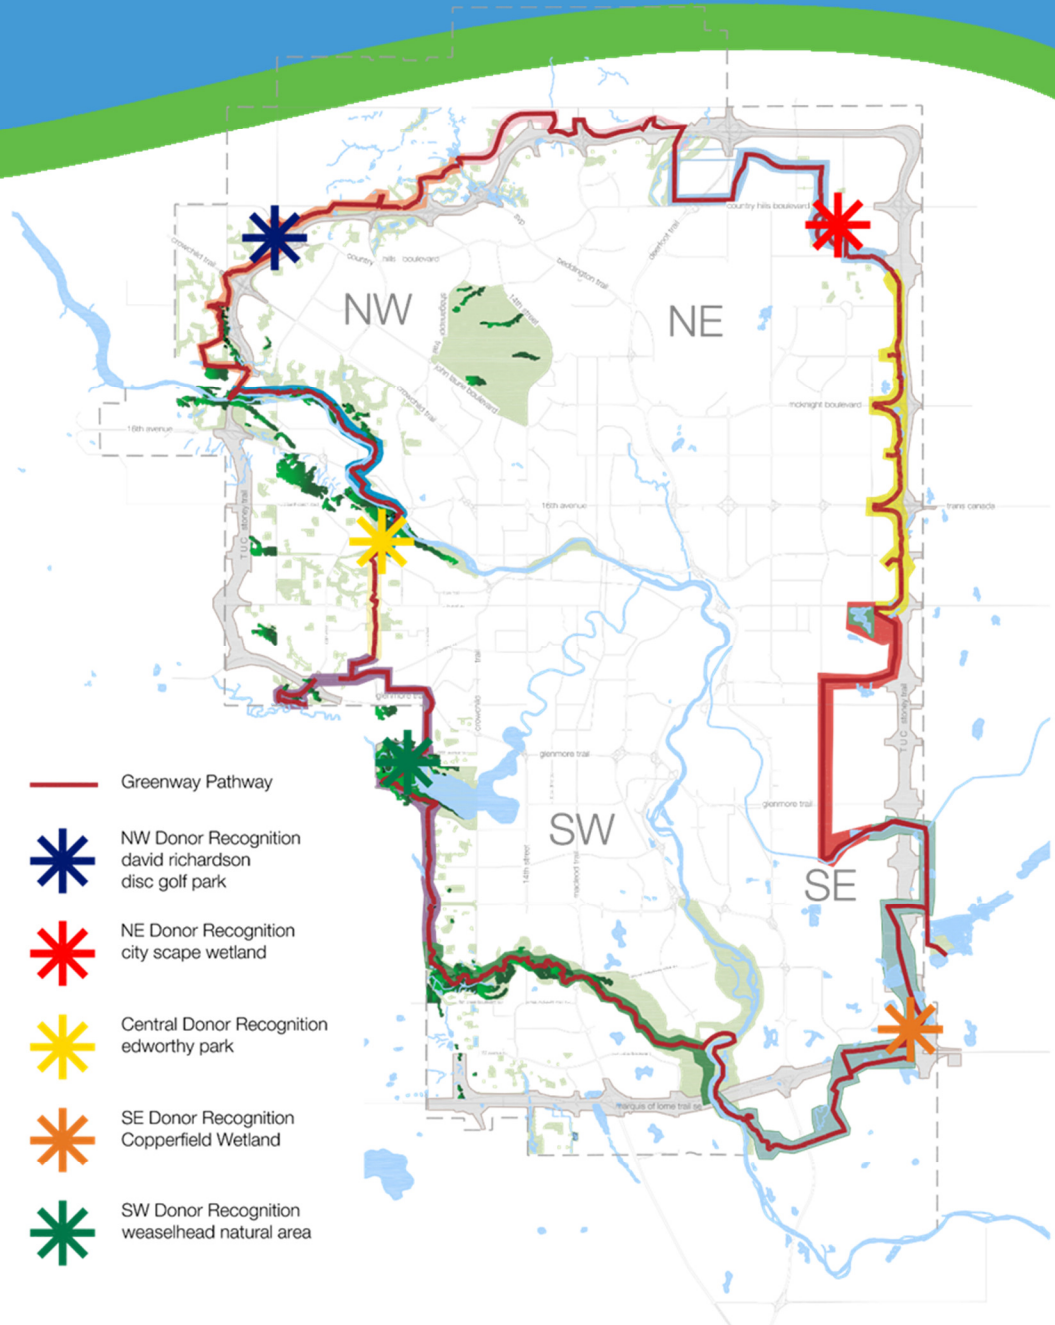 crowchild trail
country hills boulevard
country hills boulevard
beddington trail
deerfoot trail
14th street
shaganappi trail
john laurie boulevard
crowchild trail
NW
NE
mcknight boulevard
16th avenue
16th avenue
trans canada
T.U.C. stoney trail
glenmore trail
crowchild trail
T.U.C. stoney trail
glenmore trail
glenmore trail
SW
14th street
macleod trail
SE
marquis of lorne trail se
Greenway Pathway
NW Donor Recognition
david richardson
disc golf park
NE Donor Recognition
city scape wetland
Central Donor Recognition
edworthy park
SE Donor Recognition
Copperfield Wetland
SW Donor Recognition
weaselhead natural area